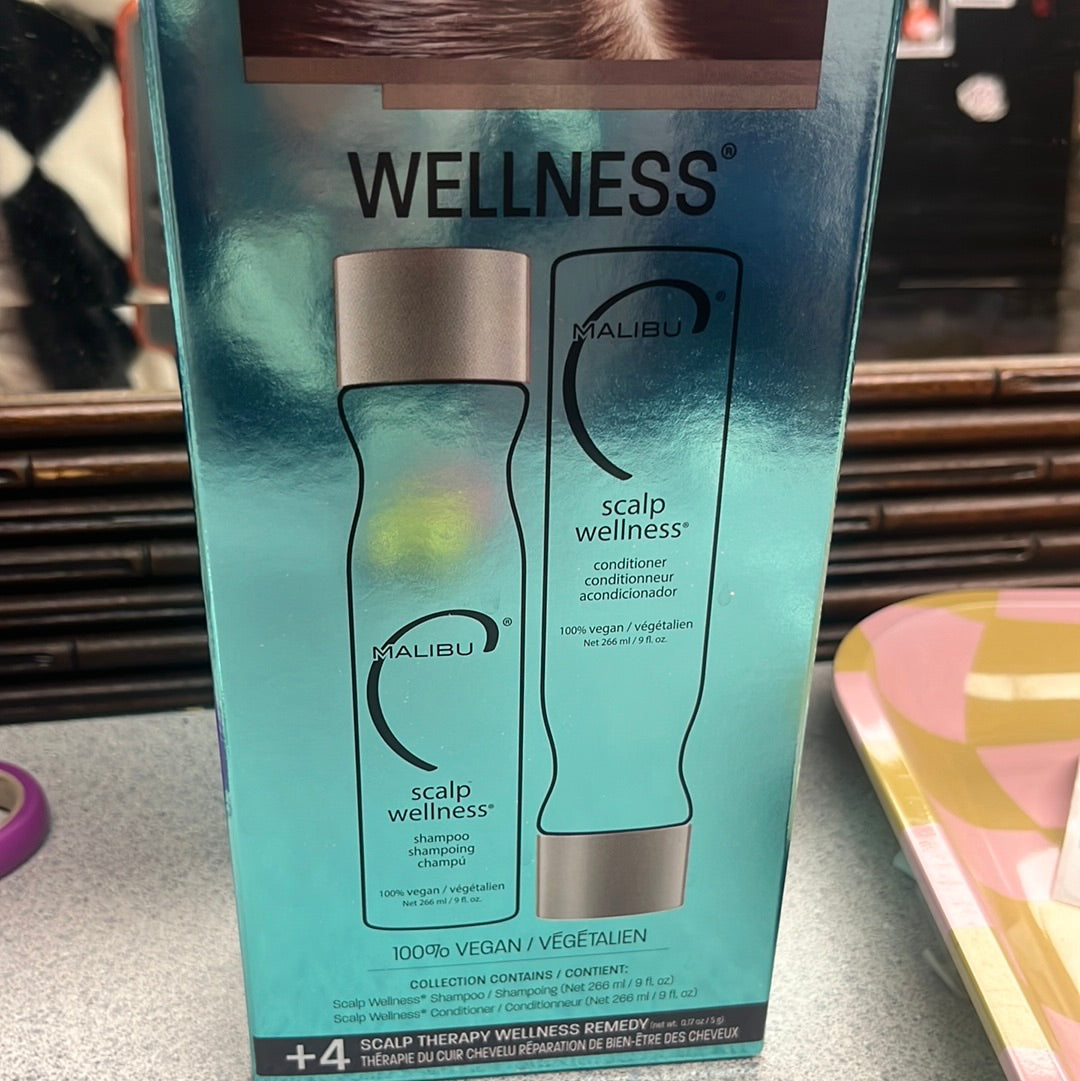 WELLNESS®
MALIBU C®
scalp
wellness®
conditioner
conditionneur
acondicionador
100% vegan / végétalien
Net 266 ml / 9 fl. oz.
MALIBU C®
scalp
wellness®
shampoo
shampoing
champú
100% vegan / végétalien
Net 266 ml / 9 fl. oz.
100% VEGAN / VÉGÉTALIEN
COLLECTION CONTAINS / CONTIENT:
Scalp Wellness® Shampoo / Shampoing (Net 266 ml / 9 fl. oz)
Scalp Wellness® Conditioner / Conditionneur (Net 266 ml / 9 fl. oz)
+4 SCALP THERAPY WELLNESS REMEDY (net wt. 0.17 oz / 5 g)
THÉRAPIE DU CUIR CHEVELU RÉPARATION DE BIEN-ÊTRE DES CHEVEUX